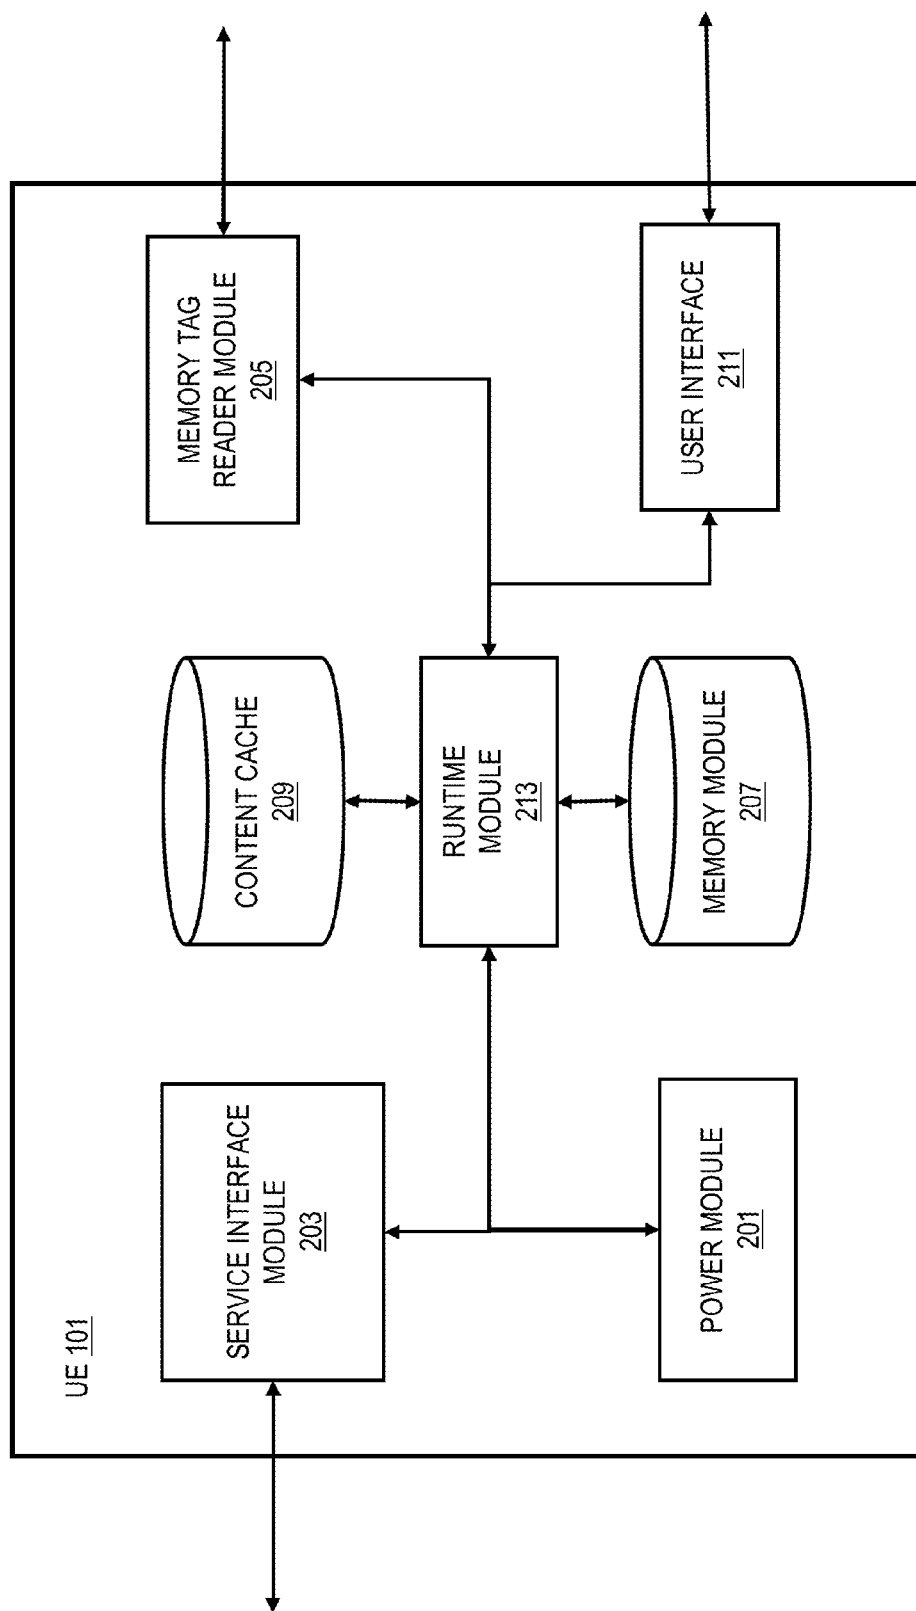 UE 101
SERVICE INTERFACE
MODULE
203
CONTENT CACHE
209
MEMORY TAG
READER MODULE
205
RUNTIME
MODULE
213
POWER MODULE
201
MEMORY MODULE
207
USER INTERFACE
211